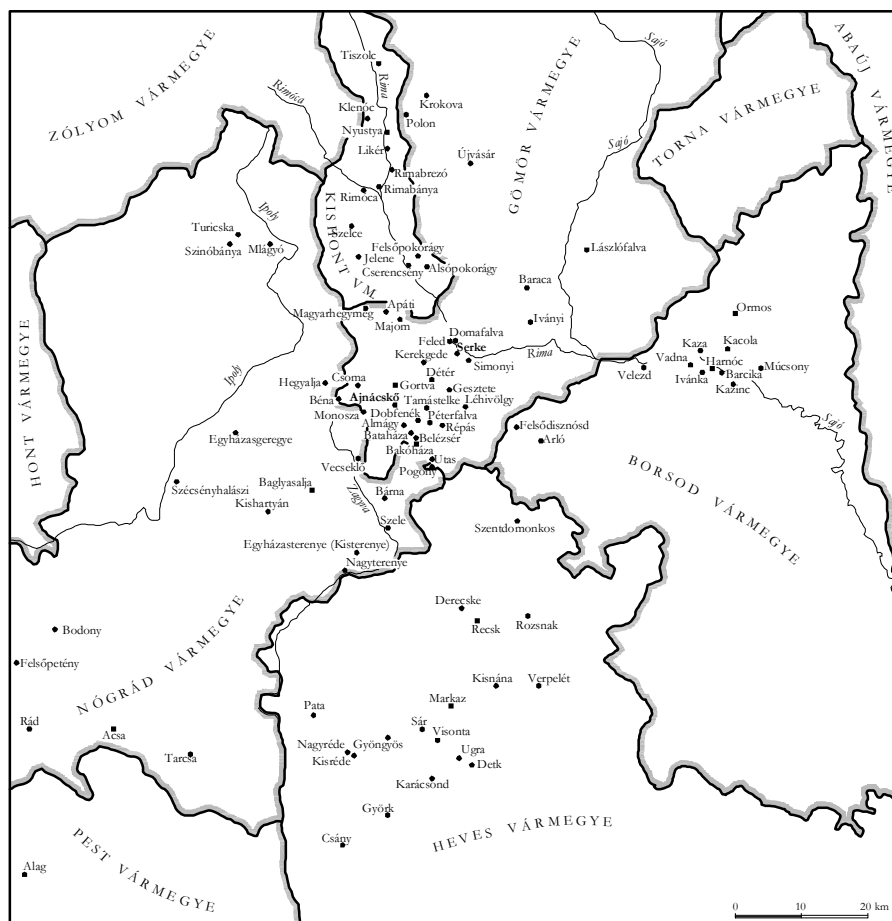 ZÓLYOM VÁRMEGYE
GÖMÖR VÁRMEGYE
TORNA VÁRMEGYE
ABAÚJ VÁRMEGYE
Sajó
Tiszolc
Rima
Rimóca
Klenóc
Krokova
Polon
Nyustya
Likér
Újvásár
Sajó
Rimabrezó
Rimabánya
Rimóca
KISHONT VM.
Ipoly
Turicska
Szinóbánya
Mlágyó
Szelce
Felsőpokorágy
Jelene
Cserencsény
Alsópokorágy
Lászlófalva
Baraca
HONT VÁRMEGYE
Magyarhegymeg
Apáti
Majom
Iványi
Ormos
Feled
Domafalva
Serke
Kerekgede
Simonyi
Rima
Velezd
Vadna
Kaza
Kacola
Harnóc
Ivánka
Barcika
Múcsony
Kazinc
Ipoly
Hegyalja
Csoma
Détér
Gortva
Gesztete
Béna
Ajnácskő
Tamástelke
Léhivölgy
Monosza
Dobfenék
Péterfalva
Almágy
Répás
Bataháza
Belézsér
Bakóháza
Felsődisznósd
Arló
Sajó
Egyházasgeregye
Utas
Pogony
Vecseklő
BORSOD VÁRMEGYE
Szécsényhalászi
Baglyasalja
Zagyva
Bárna
Kishartyán
Szele
Szentdomonkos
Egyházasterenye (Kisterenye)
Nagyterenye
NÓGRÁD VÁRMEGYE
Derecske
Recsk
Rozsnak
Bodony
Felsőpetény
Kisnána
Verpelét
Markaz
Pata
Sár
Visonta
Rád
Acsa
Tarcsa
Nagyréde
Gyöngyös
Kisréde
Ugra
Detk
Karácsond
Györk
HEVES VÁRMEGYE
PEST VÁRMEGYE
Csány
Alag
0 10 20 km